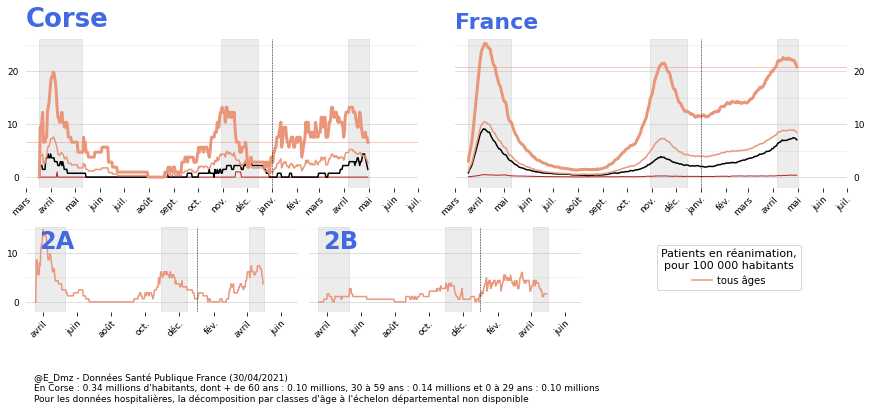 Corse
France
20
10
0
20
10
0
mars avril mai juin juil. août sept. oct. nov. déc. janv. fév. mars avril mai juin juil.
mars avril mai juin juil. août sept. oct. nov. déc. janv. fév. mars avril mai juin juil.
2A
2B
10
0
avril juin août oct. déc. fév. avril juin
avril juin août oct. déc. fév. avril juin
Patients en réanimation,
pour 100 000 habitants
tous âges
@E_Dmz - Données Santé Publique France (30/04/2021)
En Corse : 0.34 millions d'habitants, dont + de 60 ans : 0.10 millions, 30 à 59 ans : 0.14 millions et 0 à 29 ans : 0.10 millions
Pour les données hospitalières, la décomposition par classes d'âge à l'échelon départemental non disponible